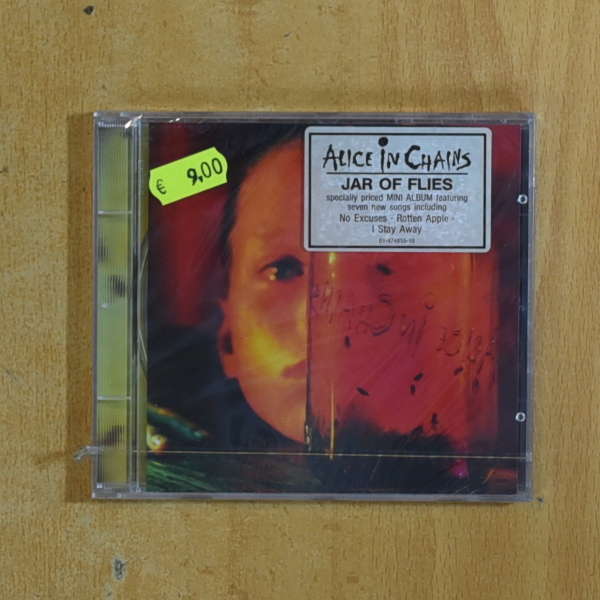 € 9,00
ALICE IN CHAINS
JAR OF FLIES
specially priced MINI ALBUM featuring
seven new songs including
No Excuses · Rotten Apple ·
I Stay Away